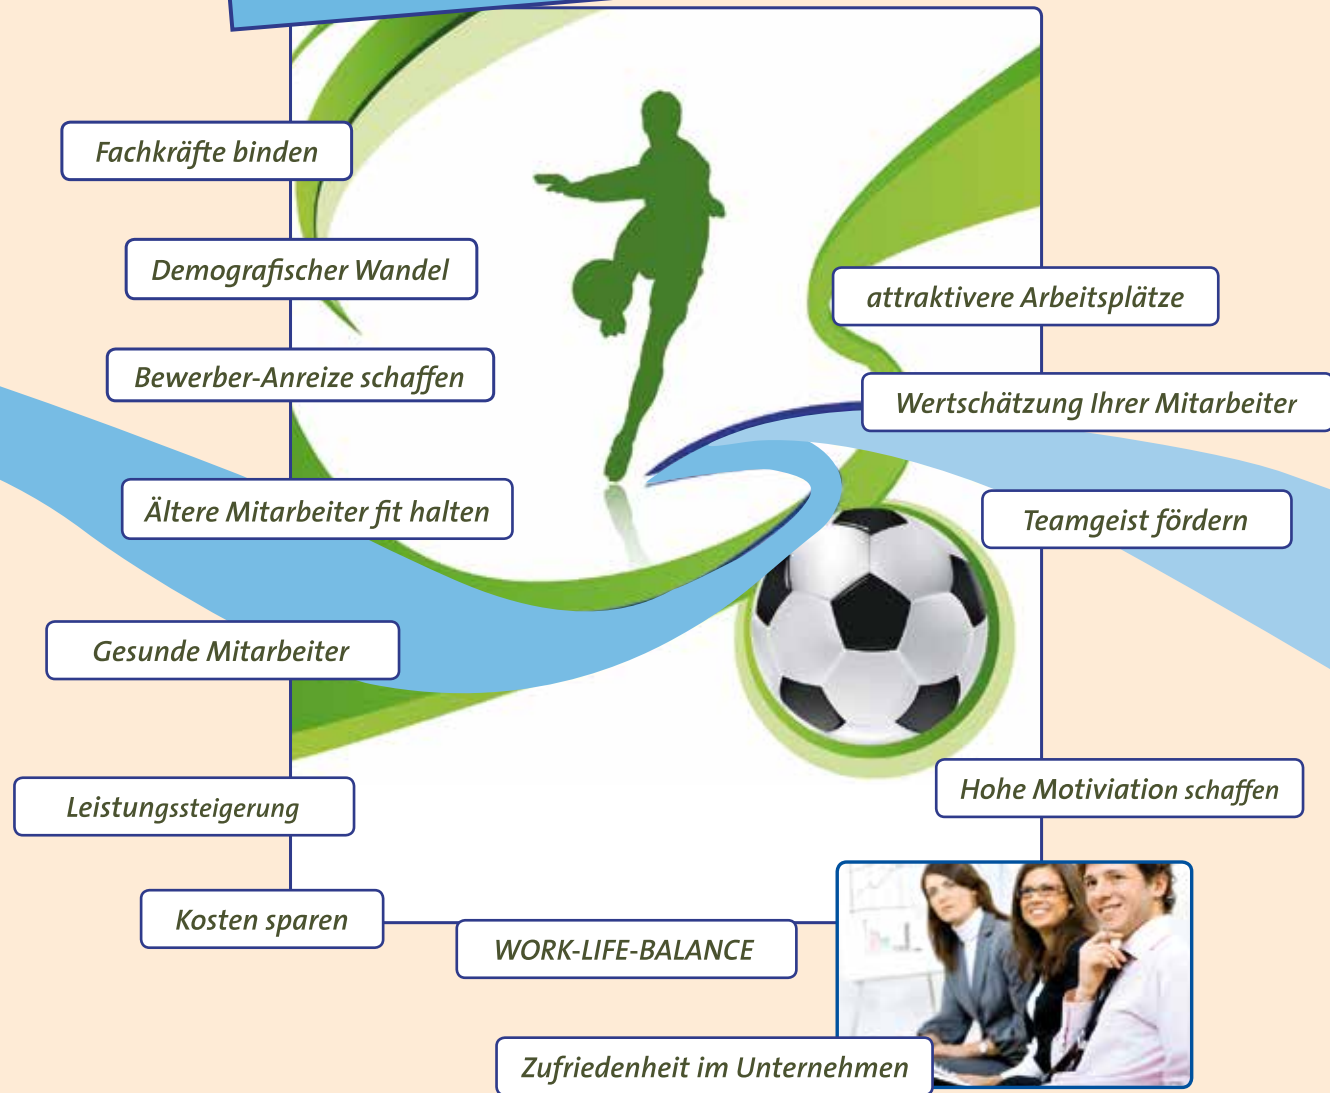 Fachkräfte binden
Demografischer Wandel
attraktivere Arbeitsplätze
Bewerber-Anreize schaffen
Wertschätzung Ihrer Mitarbeiter
Ältere Mitarbeiter fit halten
Teamgeist fördern
Gesunde Mitarbeiter
Leistungssteigerung
Hohe Motiviation schaffen
Kosten sparen
WORK-LIFE-BALANCE
Zufriedenheit im Unternehmen